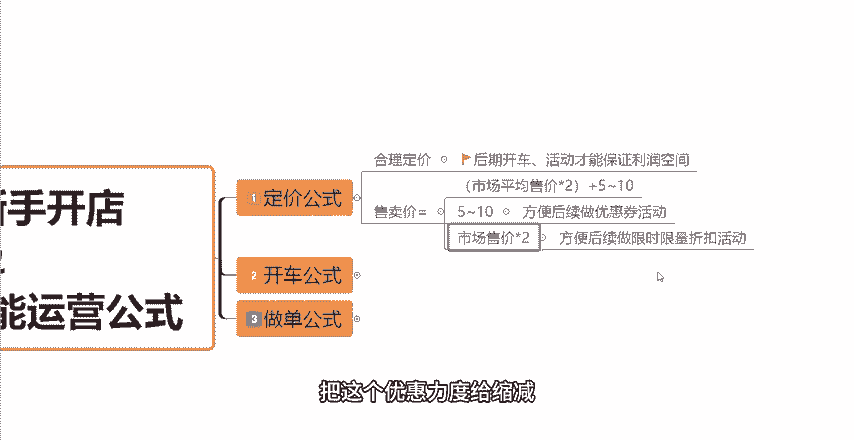 新手开店
能运营公式
1 定价公式
合理定价 后期开车、活动才能保证利润空间
售卖价=
（市场平均售价*2）+5~10
5~10 方便后续做优惠券活动
市场售价*2 方便后续做限时限量折扣活动
2 开车公式
3 做单公式
把这个优惠力度给缩减